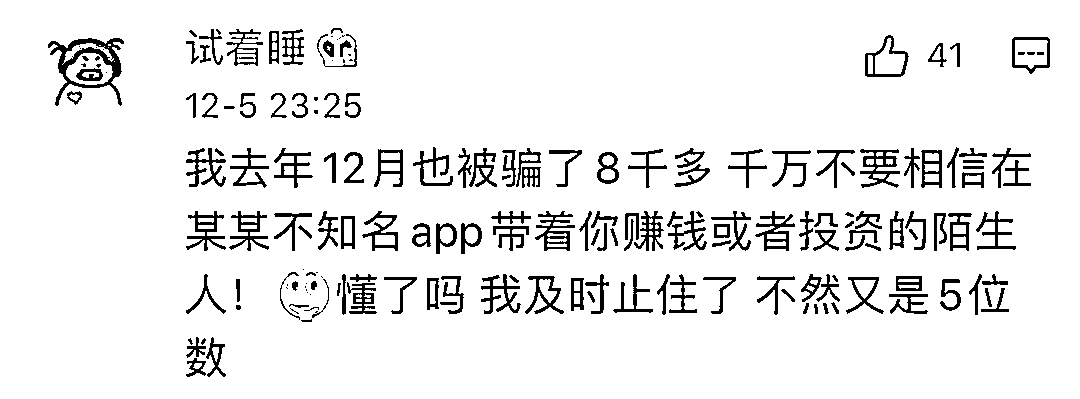 试着睡
41
12-5 23:25
我去年12月也被骗了8千多 千万不要相信在
某某不知名app带着你赚钱或者投资的陌生
人！懂了吗 我及时止住了 不然又是5位
数